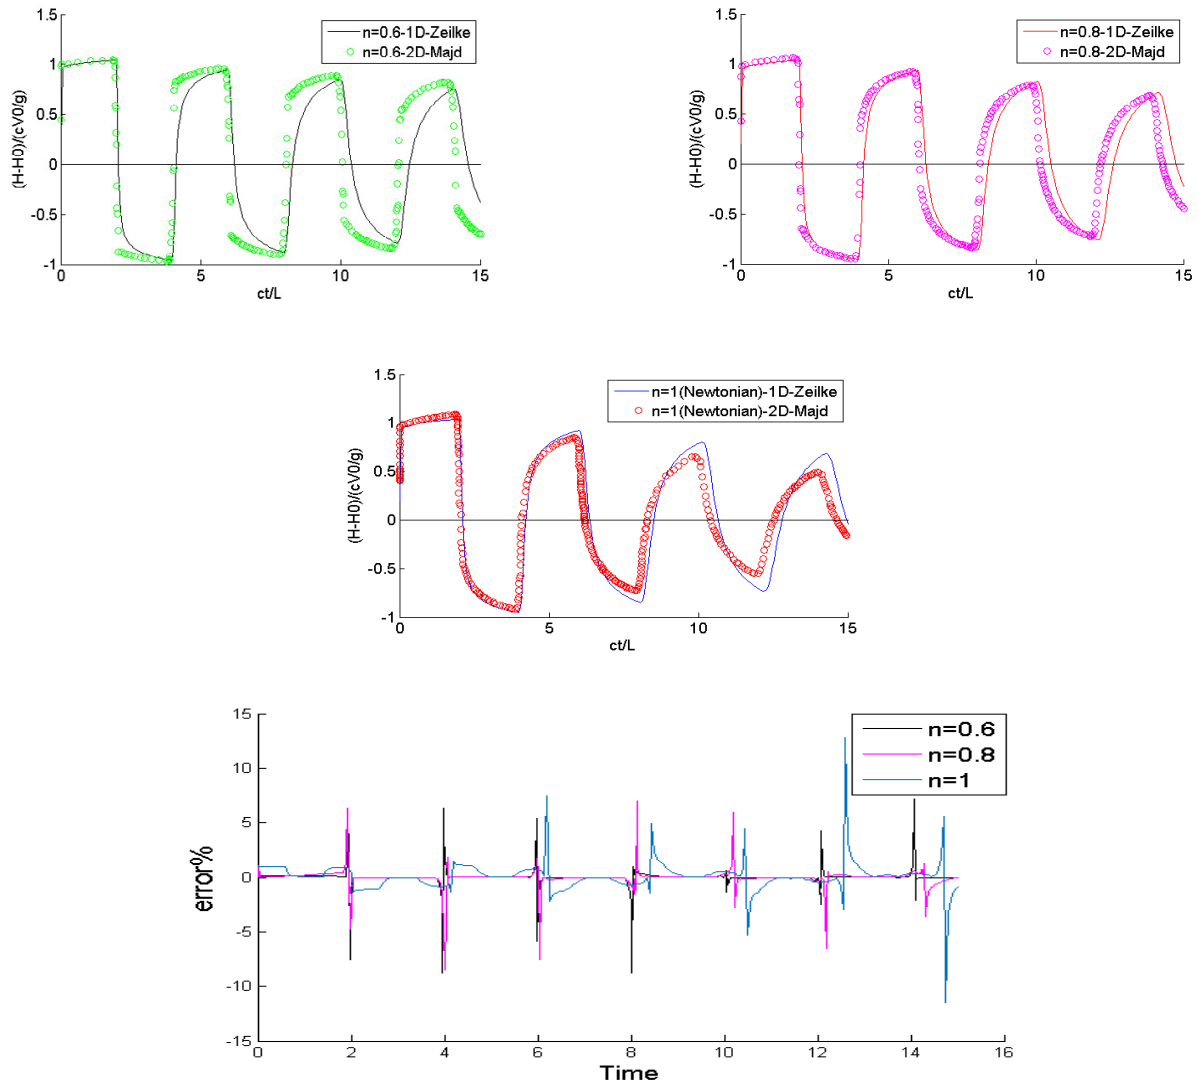 n=0.6-1D-Zeilke
n=0.6-2D-Majd
(H-H0)/(cV0/g)
1.5
1
0.5
0
-0.5
-1
0 5 10 15
ct/L
n=0.8-1D-Zeilke
n=0.8-2D-Majd
(H-H0)/(cV0/g)
1.5
1
0.5
0
-0.5
-1
0 5 10 15
ct/L
n=1(Newtonian)-1D-Zeilke
n=1(Newtonian)-2D-Majd
(H-H0)/(cV0/g)
1.5
1
0.5
0
-0.5
-1
0 5 10 15
ct/L
n=0.6
n=0.8
n=1
error%
15
10
5
0
-5
-10
-15
0 2 4 6 8 10 12 14 16
Time